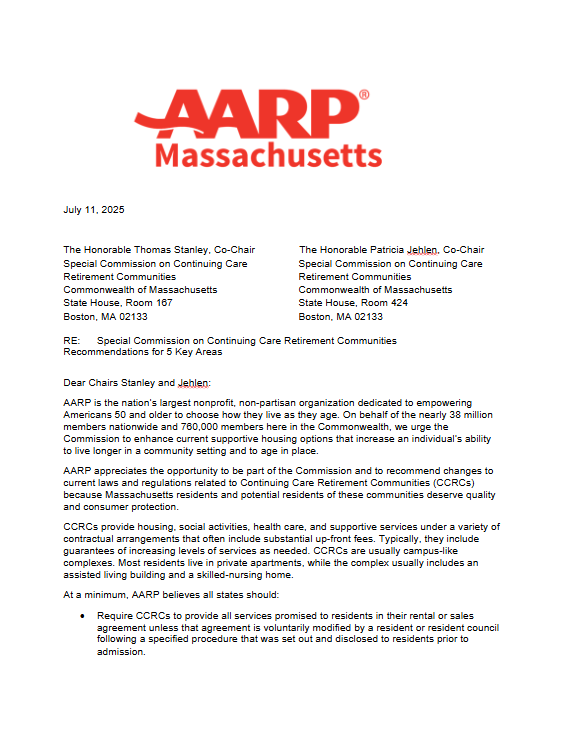 AARP®
Massachusetts
July 11, 2025
The Honorable Thomas Stanley, Co-Chair
Special Commission on Continuing Care
Retirement Communities
Commonwealth of Massachusetts
State House, Room 167
Boston, MA 02133
The Honorable Patricia Jehlen, Co-Chair
Special Commission on Continuing Care
Retirement Communities
Commonwealth of Massachusetts
State House, Room 424
Boston, MA 02133
RE: Special Commission on Continuing Care Retirement Communities
Recommendations for 5 Key Areas
Dear Chairs Stanley and Jehlen:
AARP is the nation's largest nonprofit, non-partisan organization dedicated to empowering
Americans 50 and older to choose how they live as they age. On behalf of the nearly 38 million
members nationwide and 760,000 members here in the Commonwealth, we urge the
Commission to enhance current supportive housing options that increase an individual's ability
to live longer in a community setting and to age in place.
AARP appreciates the opportunity to be part of the Commission and to recommend changes to
current laws and regulations related to Continuing Care Retirement Communities (CCRCs)
because Massachusetts residents and potential residents of these communities deserve quality
and consumer protection.
CCRCs provide housing, social activities, health care, and supportive services under a variety of
contractual arrangements that often include substantial up-front fees. Typically, they include
guarantees of increasing levels of services as needed. CCRCs are usually campus-like
complexes. Most residents live in private apartments, while the complex usually includes an
assisted living building and a skilled-nursing home.
At a minimum, AARP believes all states should:
• Require CCRCs to provide all services promised to residents in their rental or sales
agreement unless that agreement is voluntarily modified by a resident or resident council
following a specified procedure that was set out and disclosed to residents prior to
admission.